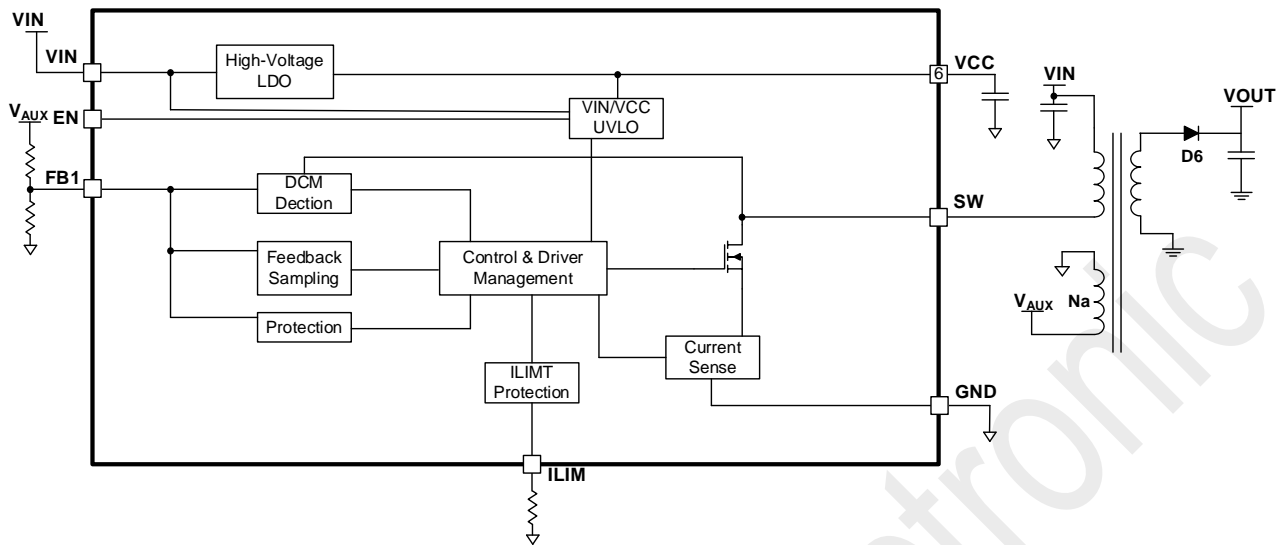 VIN
VIN
High-Voltage
LDO
6
VCC
VIN
VOUT
VAUX
EN
VIN/VCC
UVLO
D6
FB1
DCM
Dection
SW
Feedback
Sampling
Control & Driver
Management
VAUX
Na
Protection
Current
Sense
ILIMT
Protection
GND
ILIM
tronic